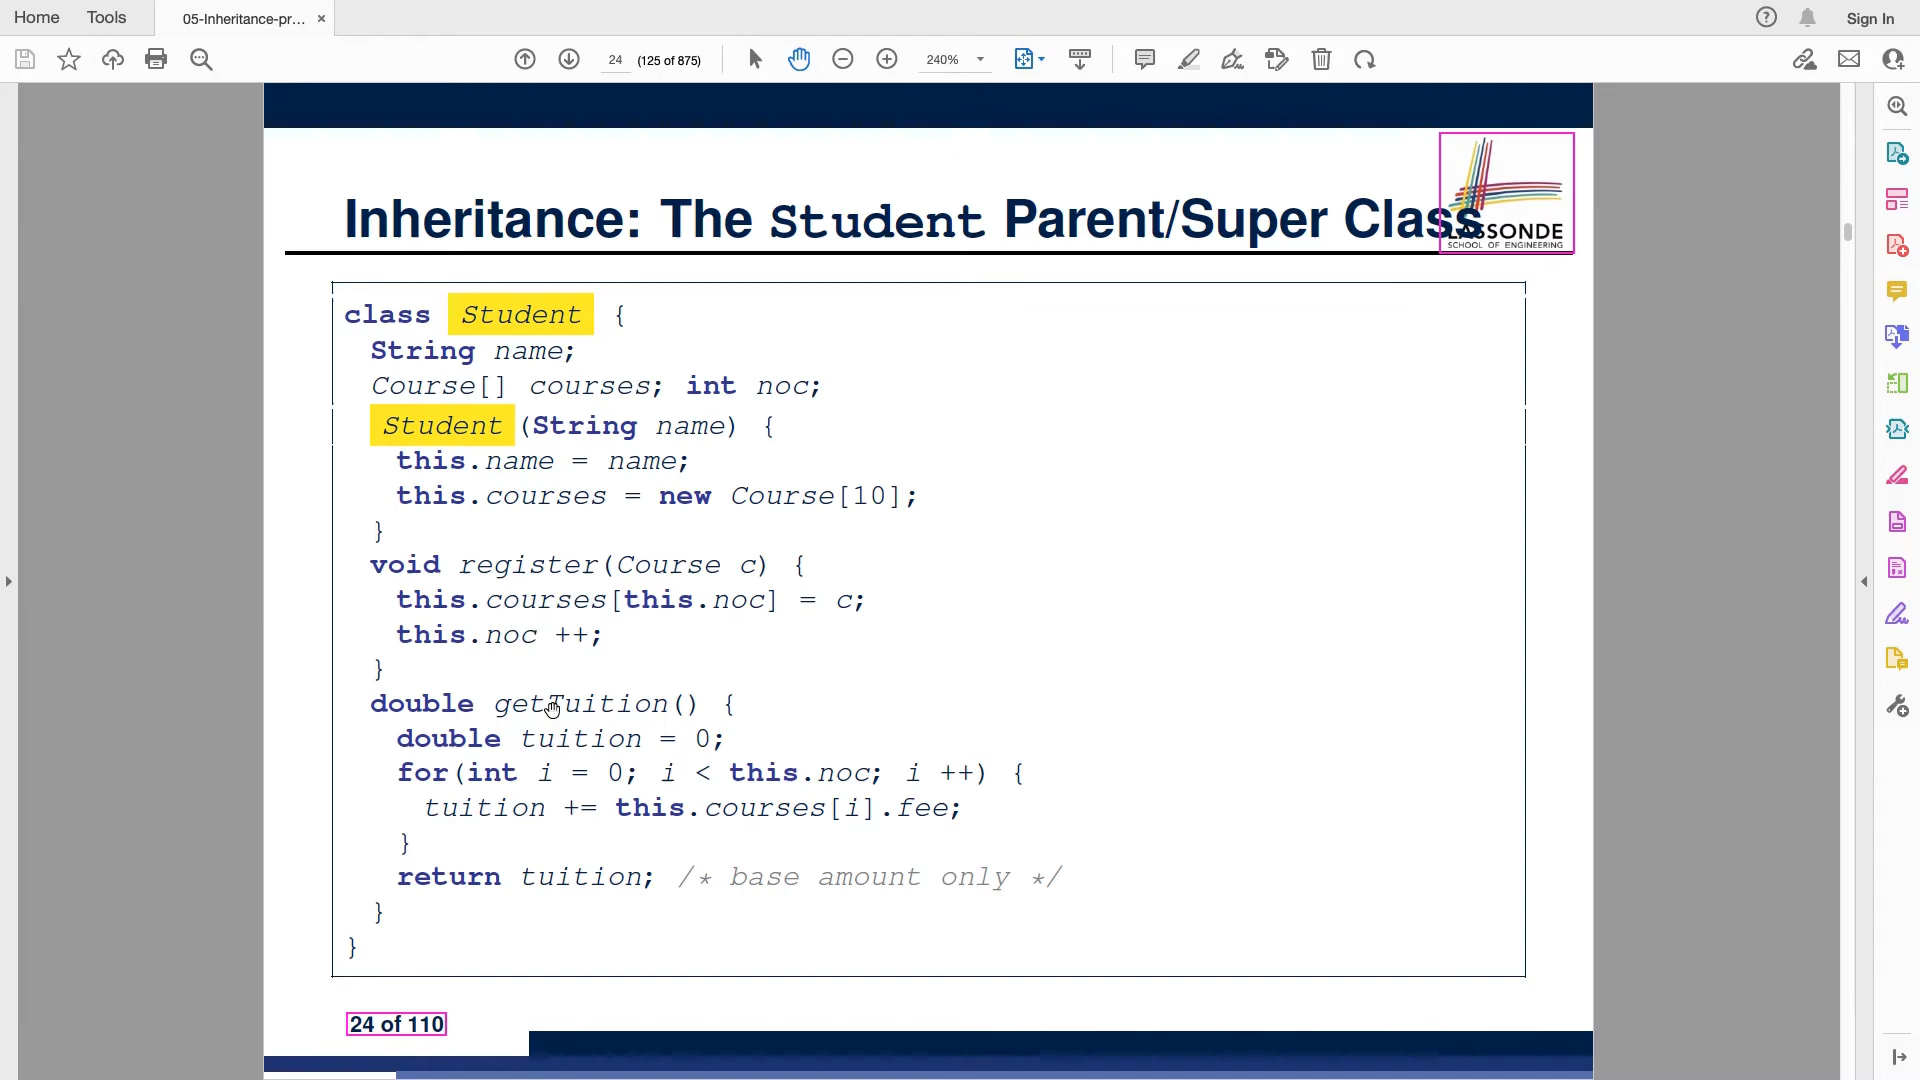 Home Tools 05-Inheritance-pr... × Sign In
24 (125 of 875) 240%
Inheritance: The Student Parent/Super Class
LASSONDE
SCHOOL OF ENGINEERING
class Student {
String name;
Course[] courses; int noc;
Student (String name) {
this.name = name;
this.courses = new Course[10];
}
void register(Course c) {
this.courses[this.noc] = c;
this.noc ++;
}
double getTuition() {
double tuition = 0;
for(int i = 0; i < this.noc; i ++) {
tuition += this.courses[i].fee;
}
return tuition; /* base amount only */
}
}
24 of 110